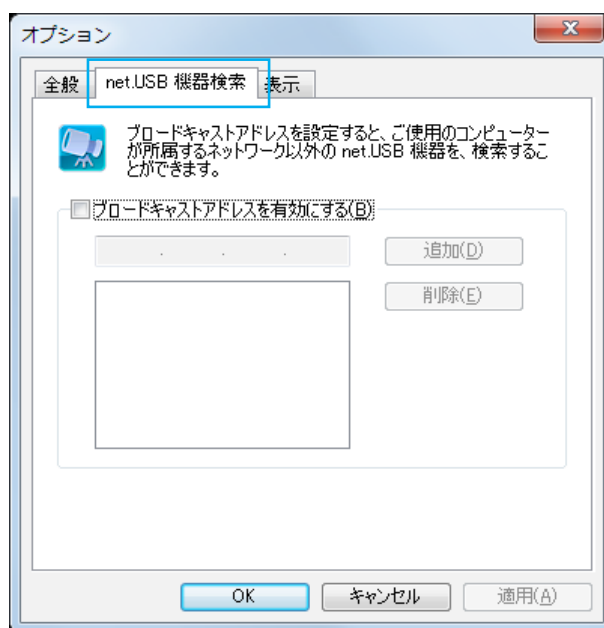 オプション
全般 net.USB 機器検索 表示
ブロードキャストアドレスを設定すると、ご使用のコンピューター
が所属するネットワーク以外の net.USB 機器を、検索するこ
とができます。
ブロードキャストアドレスを有効にする(B)
. . .
追加(D)
削除(E)
OK キャンセル 適用(A)